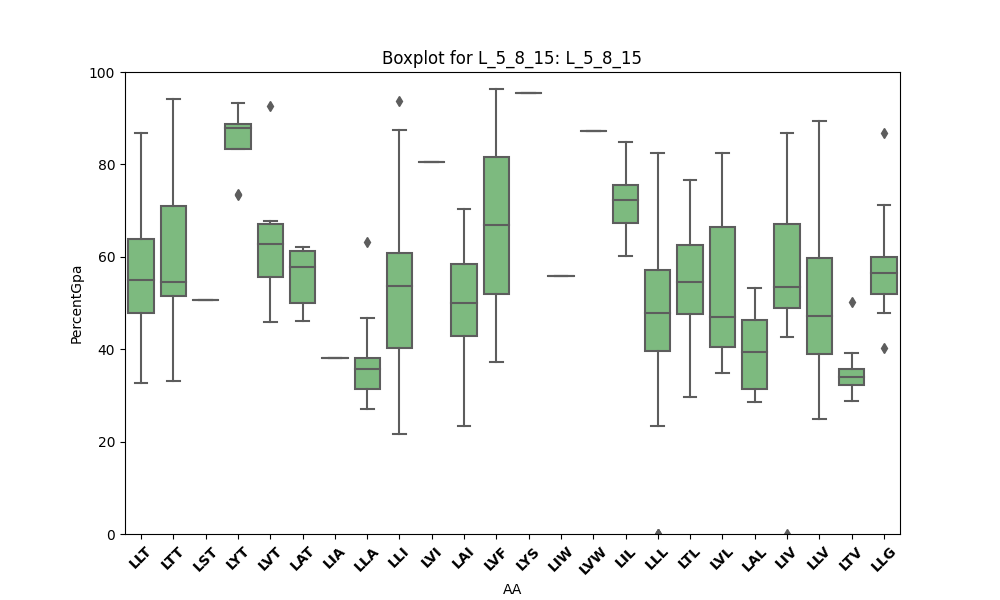 Boxplot for L_5_8_15: L_5_8_15
PercentGpa
100
80
60
40
20
0
LLT LTT LST LYT LVT LAT LIA LLA LLI LVI LAI LVF LYS LIW LVW LIL LLL LTL LVL LAL LIV LLV LTV LLG
AA